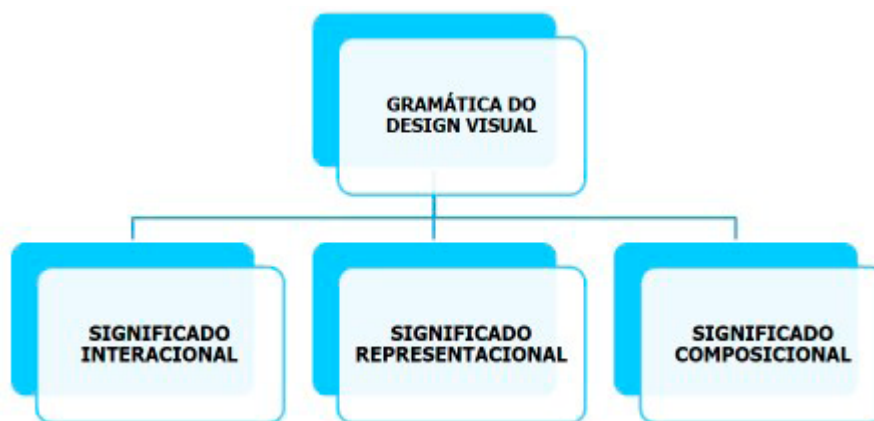 GRAMÁTICA DO
DESIGN VISUAL
SIGNIFICADO
INTERACIONAL
SIGNIFICADO
REPRESENTACIONAL
SIGNIFICADO
COMPOSICIONAL